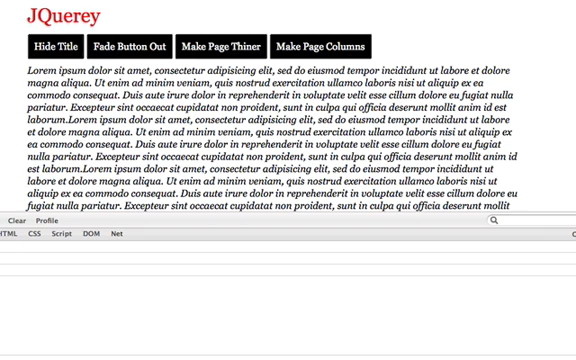 JQuerey
Hide Title Fade Button Out Make Page Thiner Make Page Columns
Lorem ipsum dolor sit amet, consectetur adipisicing elit, sed do eiusmod tempor incididunt ut labore et dolore
magna aliqua. Ut enim ad minim veniam, quis nostrud exercitation ullamco laboris nisi ut aliquip ex ea
commodo consequat. Duis aute irure dolor in reprehenderit in voluptate velit esse cillum dolore eu fugiat nulla
pariatur. Excepteur sint occaecat cupidatat non proident, sunt in culpa qui officia deserunt mollit anim id est
laborum.Lorem ipsum dolor sit amet, consectetur adipisicing elit, sed do eiusmod tempor incididunt ut labore
et dolore magna aliqua. Ut enim ad minim veniam, quis nostrud exercitation ullamco laboris nisi ut aliquip ex
ea commodo consequat. Duis aute irure dolor in reprehenderit in voluptate velit esse cillum dolore eu fugiat
nulla pariatur. Excepteur sint occaecat cupidatat non proident, sunt in culpa qui officia deserunt mollit anim id
est laborum.Lorem ipsum dolor sit amet, consectetur adipisicing elit, sed do eiusmod tempor incididunt ut
labore et dolore magna aliqua. Ut enim ad minim veniam, quis nostrud exercitation ullamco laboris nisi ut
aliquip ex ea commodo consequat. Duis aute irure dolor in reprehenderit in voluptate velit esse cillum dolore eu
fugiat nulla pariatur. Excepteur sint occaecat cupidatat non proident, sunt in culpa qui officia deserunt mollit
Clear Profile
HTML CSS Script DOM Net